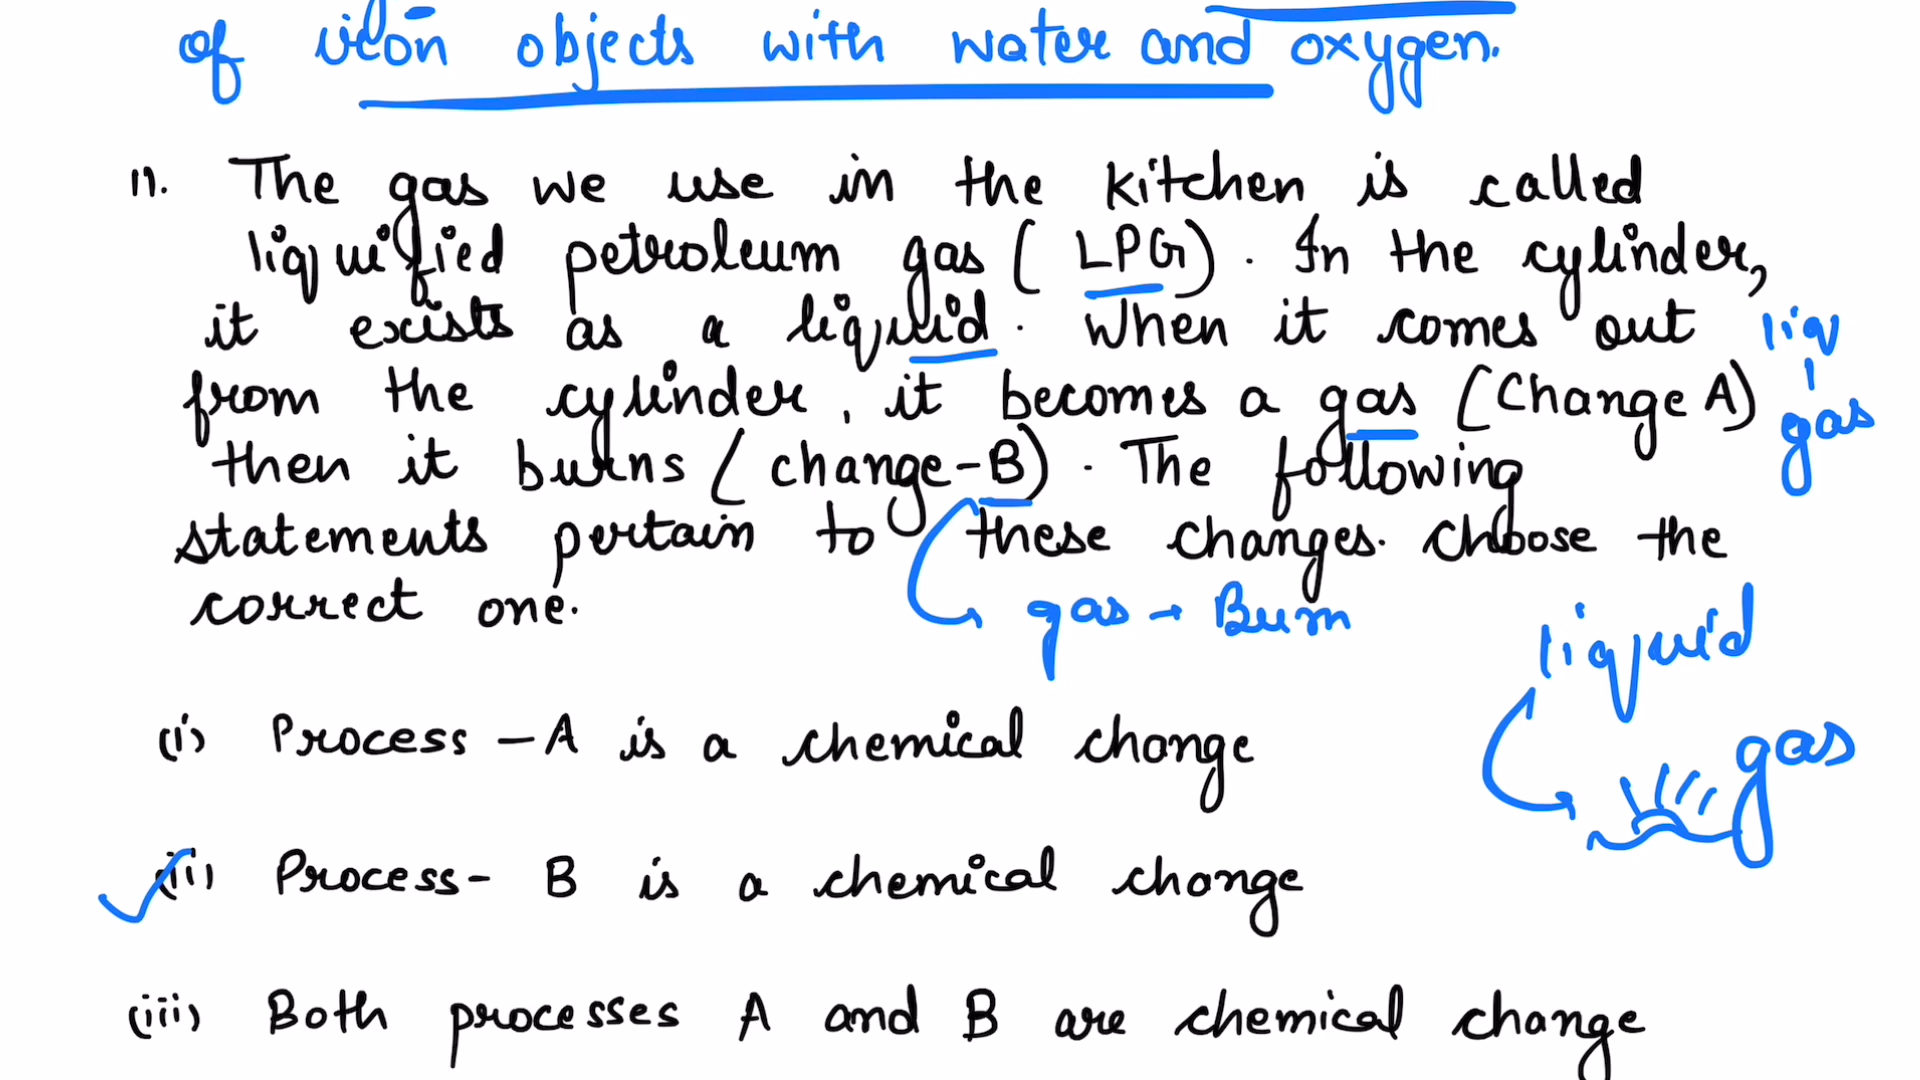 of iron objects with water and oxygen.
11. The gas we use in the kitchen is called
liquified petroleum gas ( LPG) . In the cylinder,
it exists as a liquid . When it comes out
liq
from the cylinder, it becomes a gas (Change A)
gas
then it burns ( change-B) . The following
statements pertain to these changes. choose the
correct one.
gas → Burn
liquid
gas
(i) Process - A is a chemical change
(ii) Process- B is a chemical change
(iii) Both processes A and B are chemical change